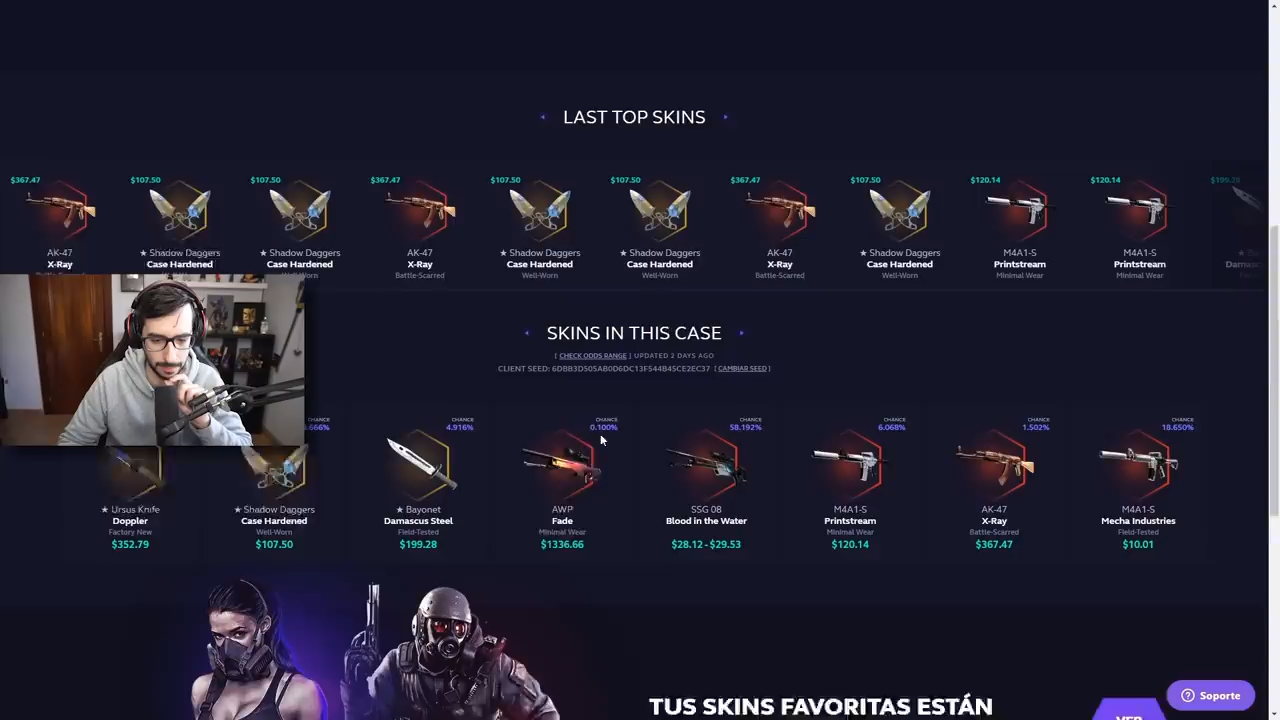 LAST TOP SKINS
$367.47
$107.50
$107.50
$367.47
$107.50
$107.50
$367.47
$107.50
$120.14
$120.14
$199.28
AK-47
X-Ray
★ Shadow Daggers
Case Hardened
★ Shadow Daggers
Case Hardened
AK-47
X-Ray
Battle-Scarred
★ Shadow Daggers
Case Hardened
Well-Worn
★ Shadow Daggers
Case Hardened
Well-Worn
AK-47
X-Ray
Battle-Scarred
★ Shadow Daggers
Case Hardened
Well-Worn
M4A1-S
Printstream
Minimal Wear
M4A1-S
Printstream
Minimal Wear
SKINS IN THIS CASE
[ CHECK ODDS RANGE ] UPDATED 2 DAYS AGO
CLIENT SEED: 6DBB3D505AB0D6DC13F544B45CE2EC37 [ CAMBIAR SEED ]
★ Ursus Knife
Doppler
Factory New
$352.79
CHANCE
.666%
★ Shadow Daggers
Case Hardened
Well-Worn
$107.50
CHANCE
4.916%
★ Bayonet
Damascus Steel
Field-Tested
$199.28
CHANCE
0.100%
AWP
Fade
Minimal Wear
$1336.66
CHANCE
58.192%
SSG 08
Blood in the Water
$28.12 - $29.53
CHANCE
6.068%
M4A1-S
Printstream
Minimal Wear
$120.14
CHANCE
1.502%
AK-47
X-Ray
Battle-Scarred
$367.47
CHANCE
18.650%
M4A1-S
Mecha Industries
Field-Tested
$10.01
TUS SKINS FAVORITAS ESTÁN
VER
Soporte